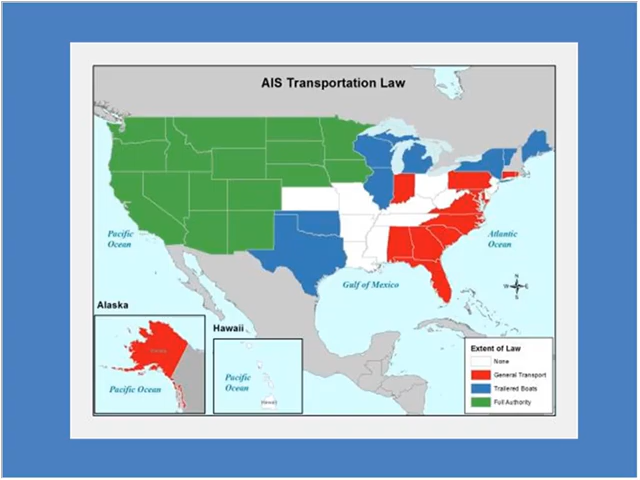 AIS Transportation Law
Pacific
Ocean
Atlantic
Ocean
Gulf of Mexico
N
W E
S
Alaska
Pacific Ocean
Hawaii
Pacific
Ocean
Hawaii
Extent of Law
None
General Transport
Trailered Boats
Full Authority